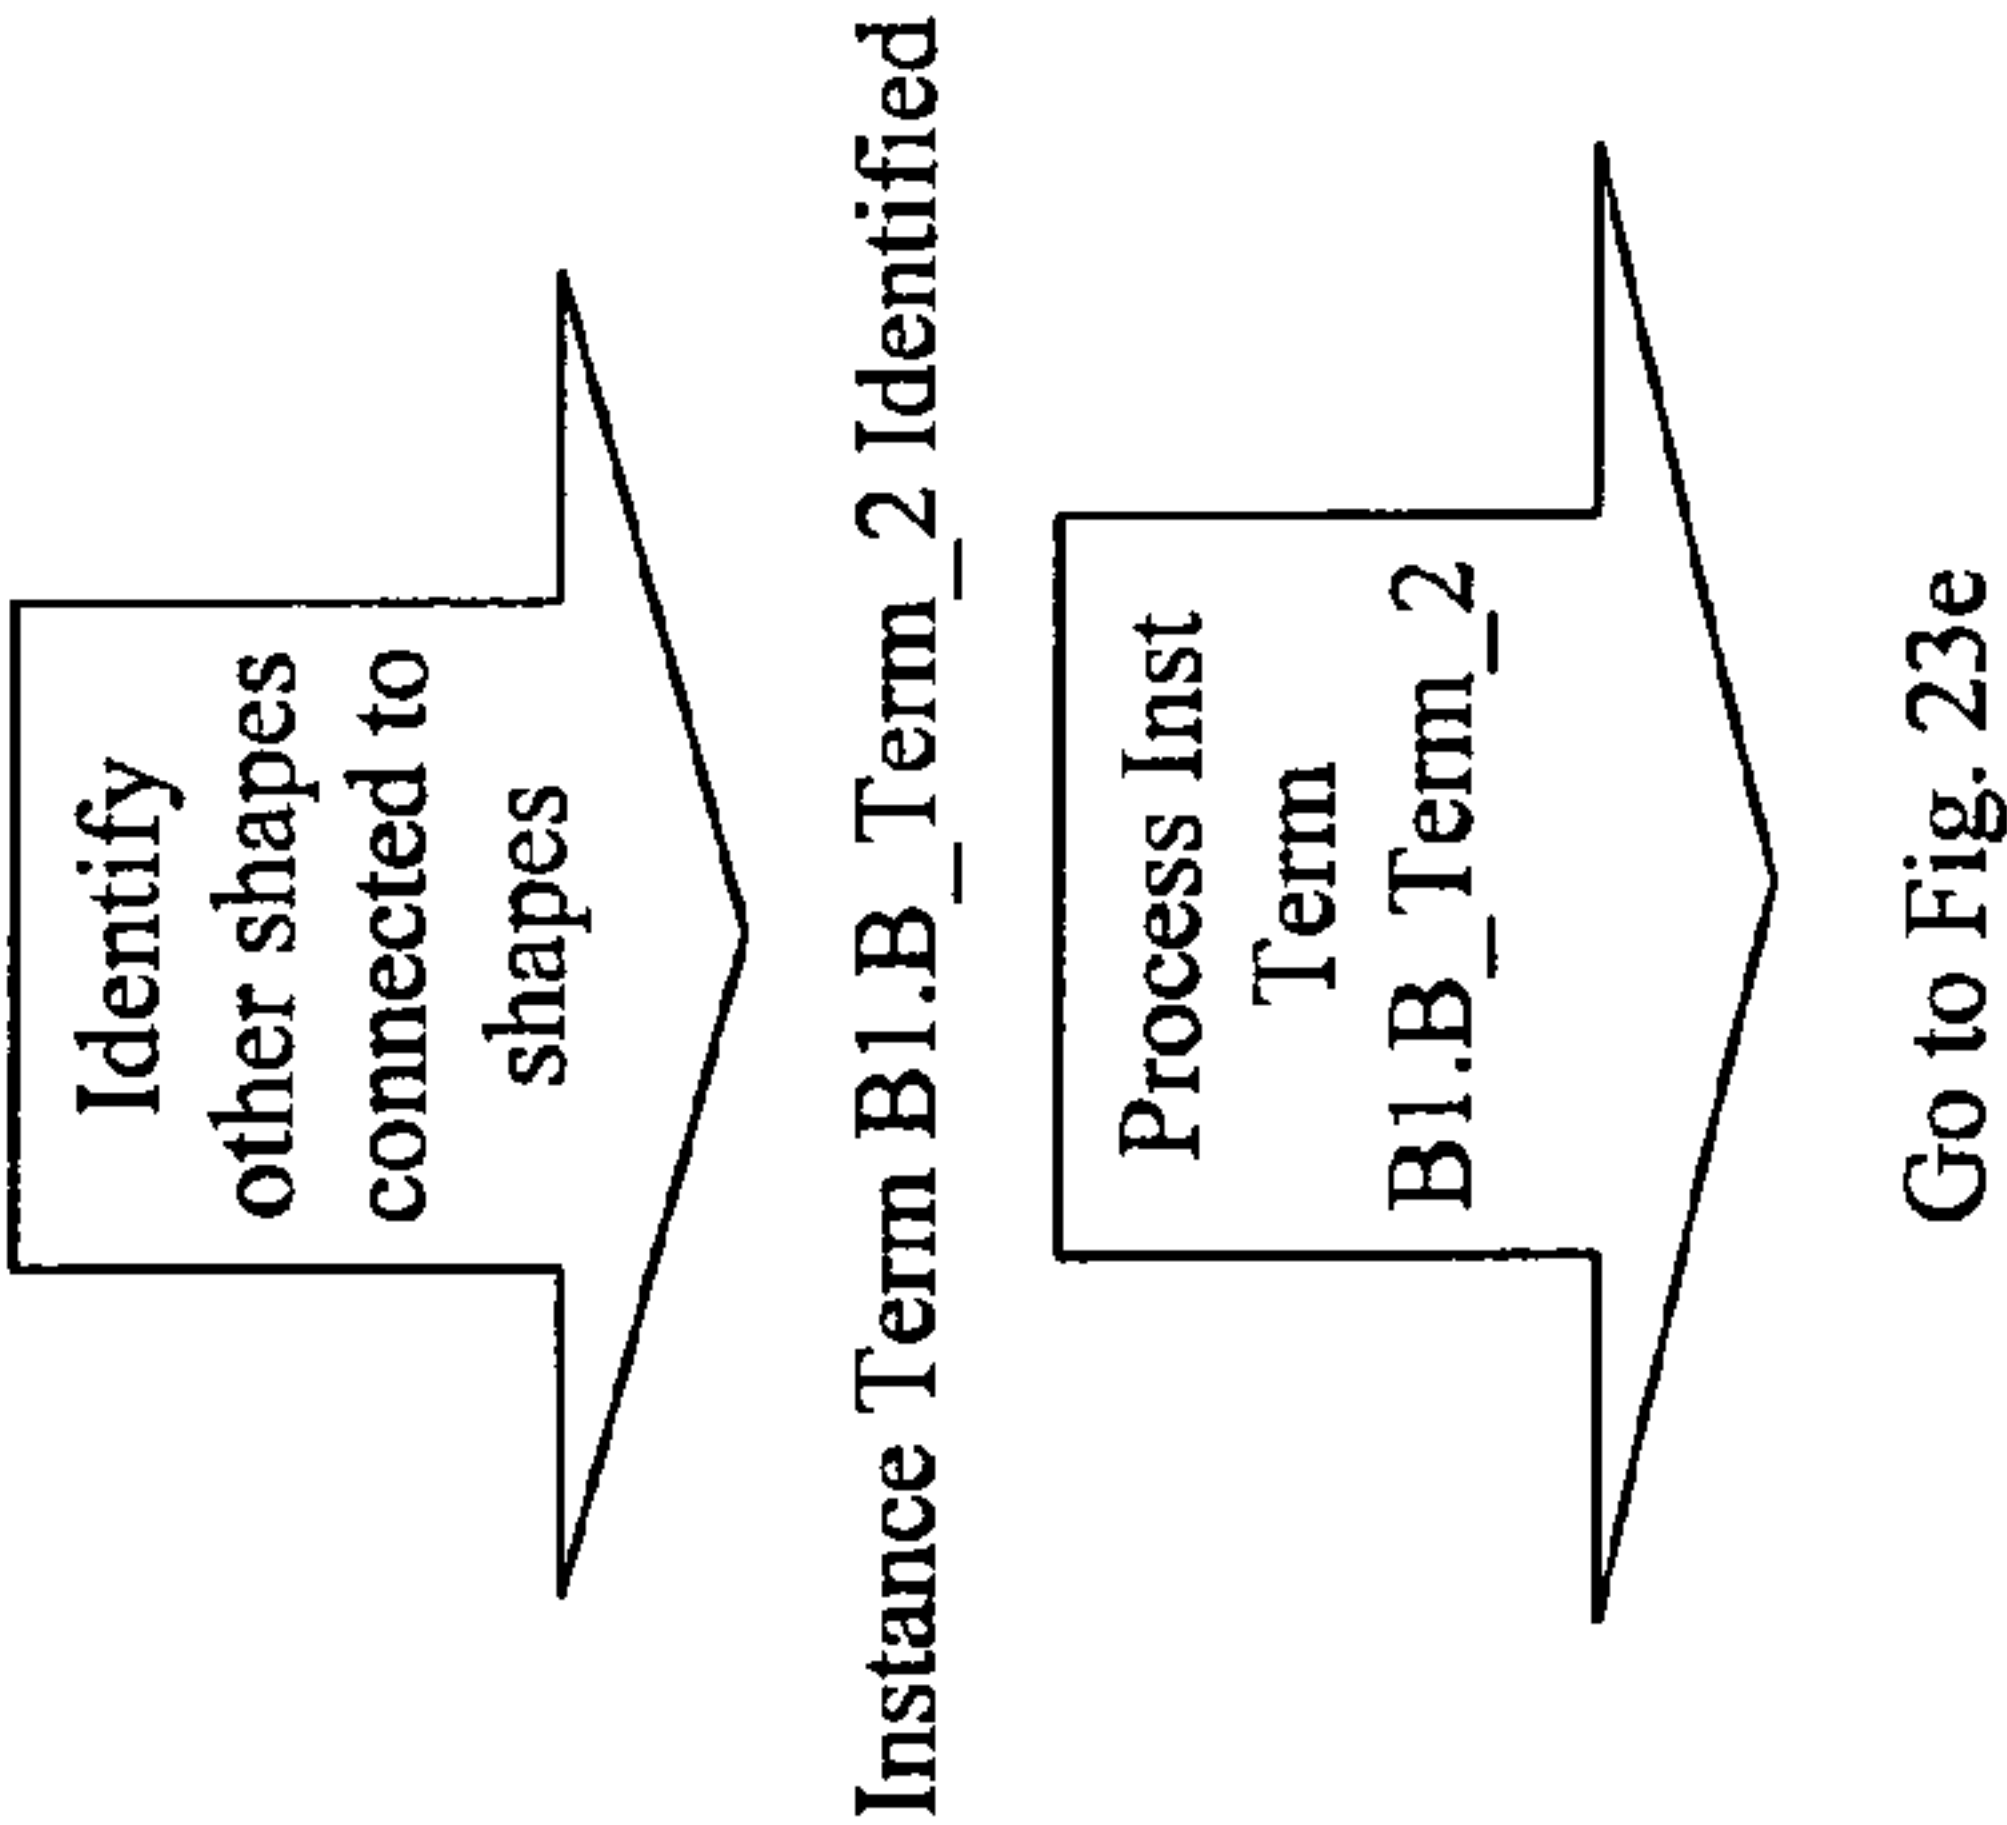 Identify
other shapes
connected to
shapes
Instance Term B1.B_Term_2 Identified
Process Inst
Term
B1.B_Term_2
Go to Fig. 23e